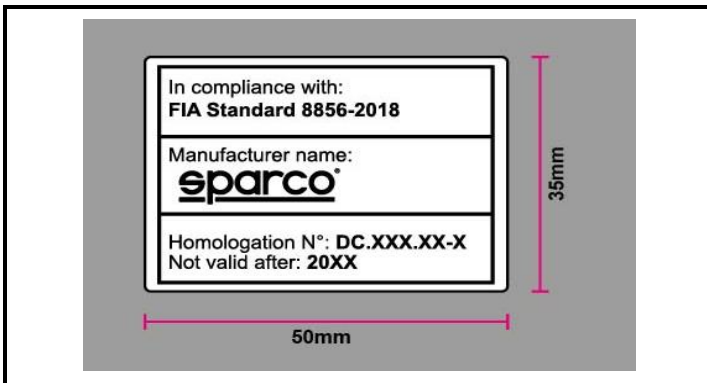 In compliance with:
FIA Standard 8856-2018
Manufacturer name:
sparco
Homologation N°: DC.XXX.XX-X
Not valid after: 20XX
35mm
50mm